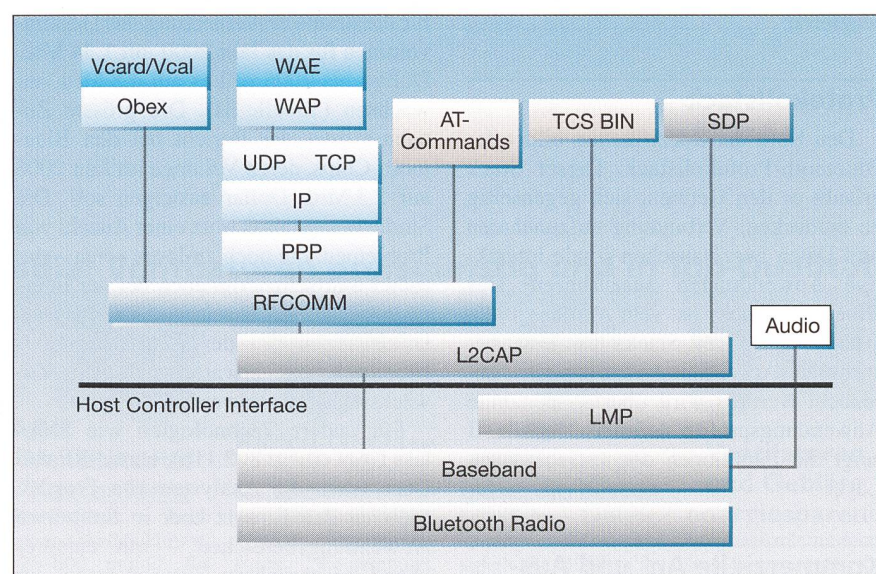 Vcard/Vcal
Obex
WAE
WAP
UDP TCP
IP
PPP
AT-
Commands
TCS BIN
SDP
RFCOMM
Audio
L2CAP
Host Controller Interface
LMP
Baseband
Bluetooth Radio